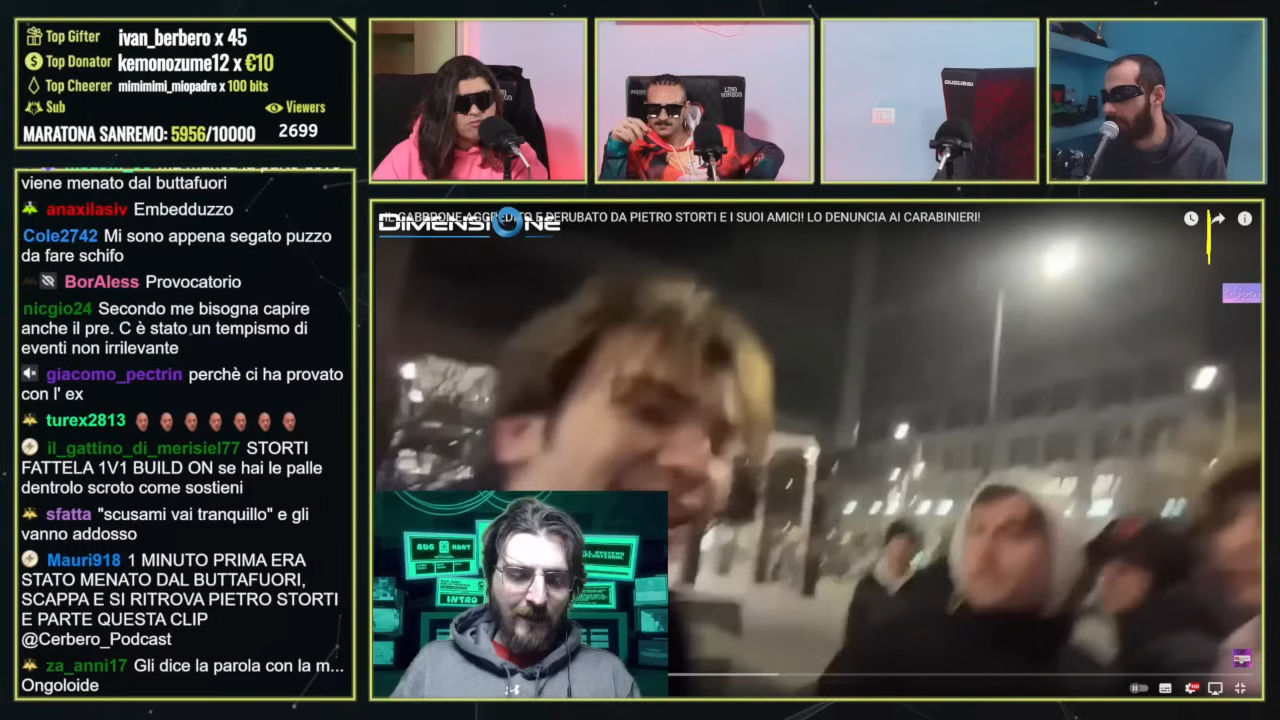 Top Gifter ivan_berbero x 45
Top Donator kemonozume12 x €10
Top Cheerer mimimimi_miopadre x 100 bits
Sub Viewers
MARATONA SANREMO: 5956/10000 2699
viene menato dal buttafuori
anaxilasiv Embedduzzo
Cole2742 Mi sono appena segato puzzo
da fare schifo
BorAless Provocatorio
nicgio24 Secondo me bisogna capire
anche il pre. C è stato un tempismo di
eventi non irrilevante
giacomo_pectrin perchè ci ha provato
con l' ex
turex2813
il_gattino_di_merisiel77 STORTI
FATTELA 1V1 BUILD ON se hai le palle
dentrolo scroto come sostieni
sfatta "scusami vai tranquillo" e gli
vanno addosso
Mauri918 1 MINUTO PRIMA ERA
STATO MENATO DAL BUTTAFUORI,
SCAPPA E SI RITROVA PIETRO STORTI
E PARTE QUESTA CLIP
@Cerbero_Podcast
za_anni17 Gli dice la parola con la m...
Ongoloide
IL GABBRONE AGGREDITO E DERUBATO DA PIETRO STORTI E I SUOI AMICI! LO DENUNCIA AI CARABINIERI!
DIMENSIONE
BUG HUNT
INTRO